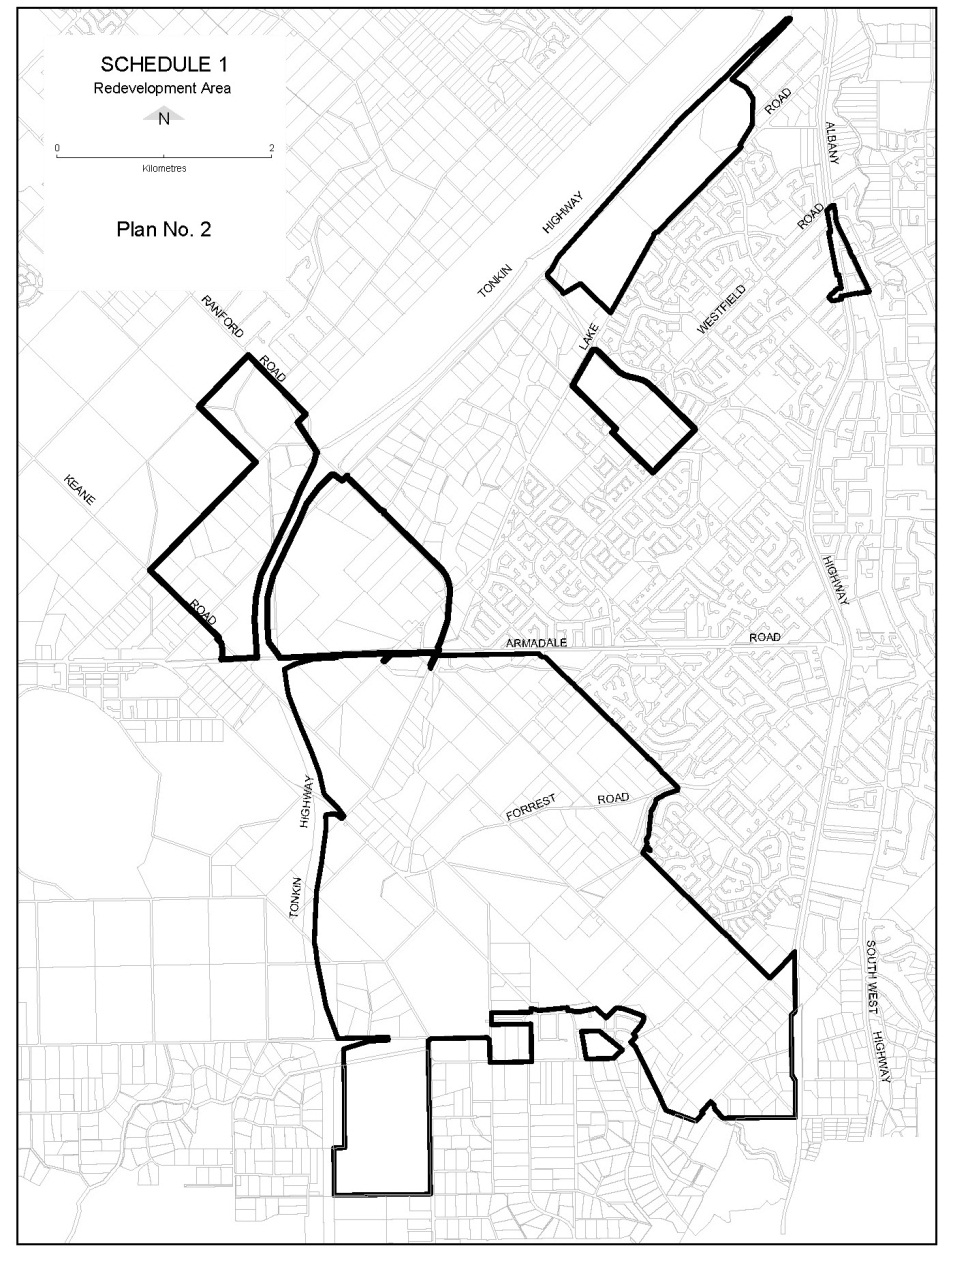 SCHEDULE 1
Redevelopment Area
N
0 2
Kilometres
Plan No. 2
ROAD
ALBANY
HIGHWAY
ROAD
TONKIN
WESTFIELD
RANFORD
LAKE
ROAD
KEANE
HIGHWAY
ROAD
ARMADALE
ROAD
HIGHWAY
FORREST
ROAD
TONKIN
SOUTH WEST
HIGHWAY